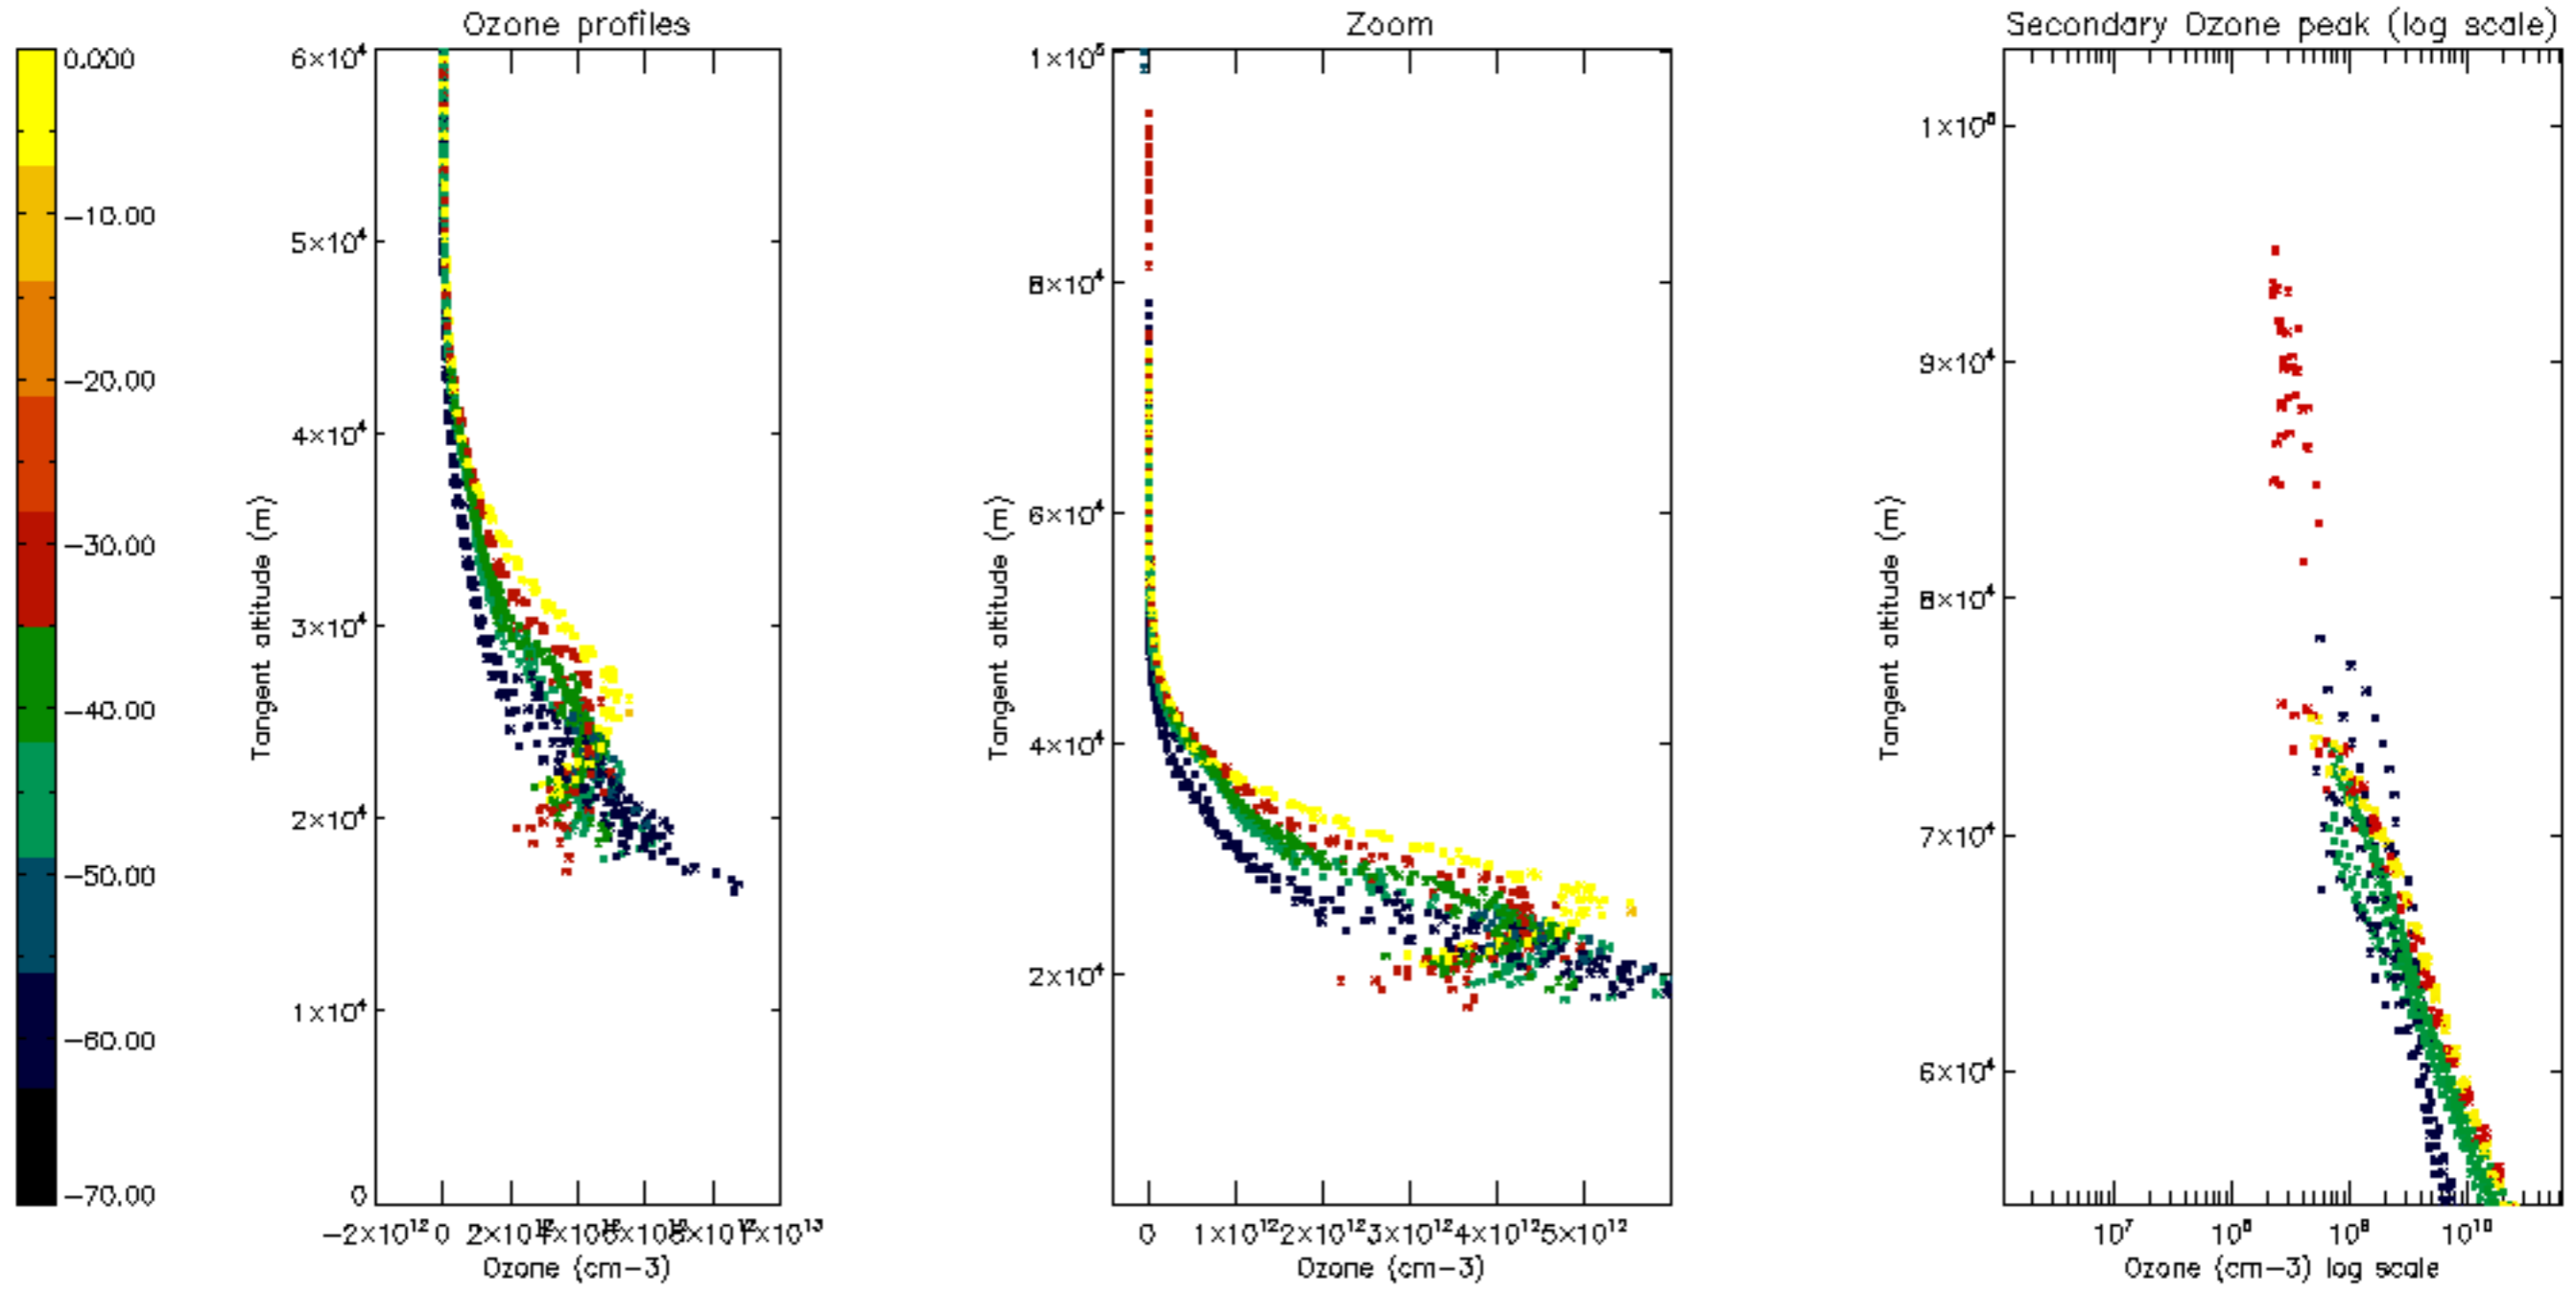 Ozone profiles
Zoom
Secondary Ozone peak (log scale)
0.000
−10.00
−20.00
−30.00
−40.00
−50.00
−60.00
−70.00
6×10⁴
5×10⁴
4×10⁴
3×10⁴
2×10⁴
1×10⁴
0
Tangent altitude (m)
−2×10¹² 0
Ozone (cm−3)
1×10⁵
8×10⁴
6×10⁴
4×10⁴
2×10⁴
Tangent altitude (m)
0 1×10¹² 2×10¹² 3×10¹² 4×10¹² 5×10¹²
Ozone (cm−3)
1×10⁵
9×10⁴
8×10⁴
7×10⁴
6×10⁴
Tangent altitude (m)
10⁷ 10⁸ 10⁹ 10¹⁰
Ozone (cm−3) log scale